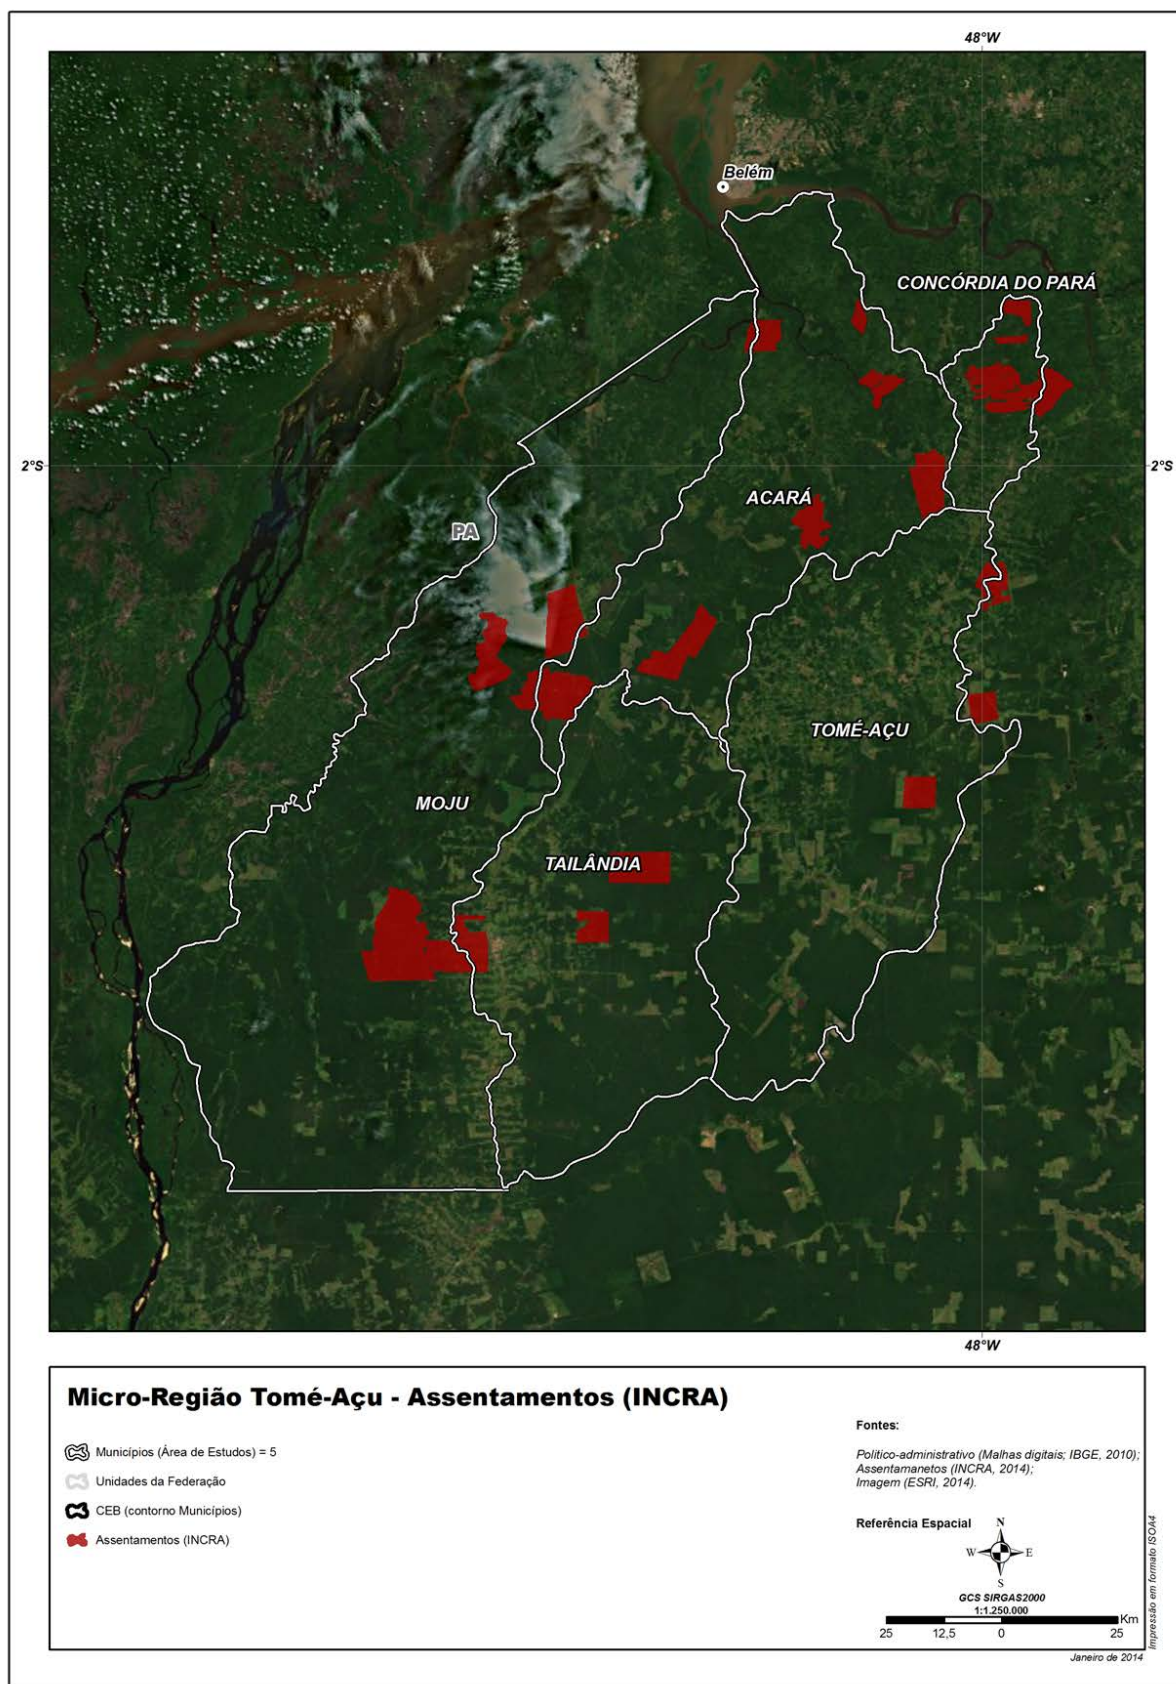 48°W
Belém
CONCÓRDIA DO PARÁ
2°S
2°S
ACARÁ
PA
TOMÉ-AÇU
MOJU
TAILÂNDIA
48°W
Micro-Região Tomé-Açu - Assentamentos (INCRA)
Municípios (Área de Estudos) = 5
Unidades da Federação
CEB (contorno Municípios)
Assentamentos (INCRA)
Fontes:
Politico-administrativo (Malhas digitais; IBGE, 2010);
Assentamanetos (INCRA, 2014);
Imagem (ESRI, 2014).
Referência Espacial
N
W
E
S
GCS SIRGAS2000
1:1.250.000
Km
25
12,5
0
25
Impressão em formato ISOA4
Janeiro de 2014